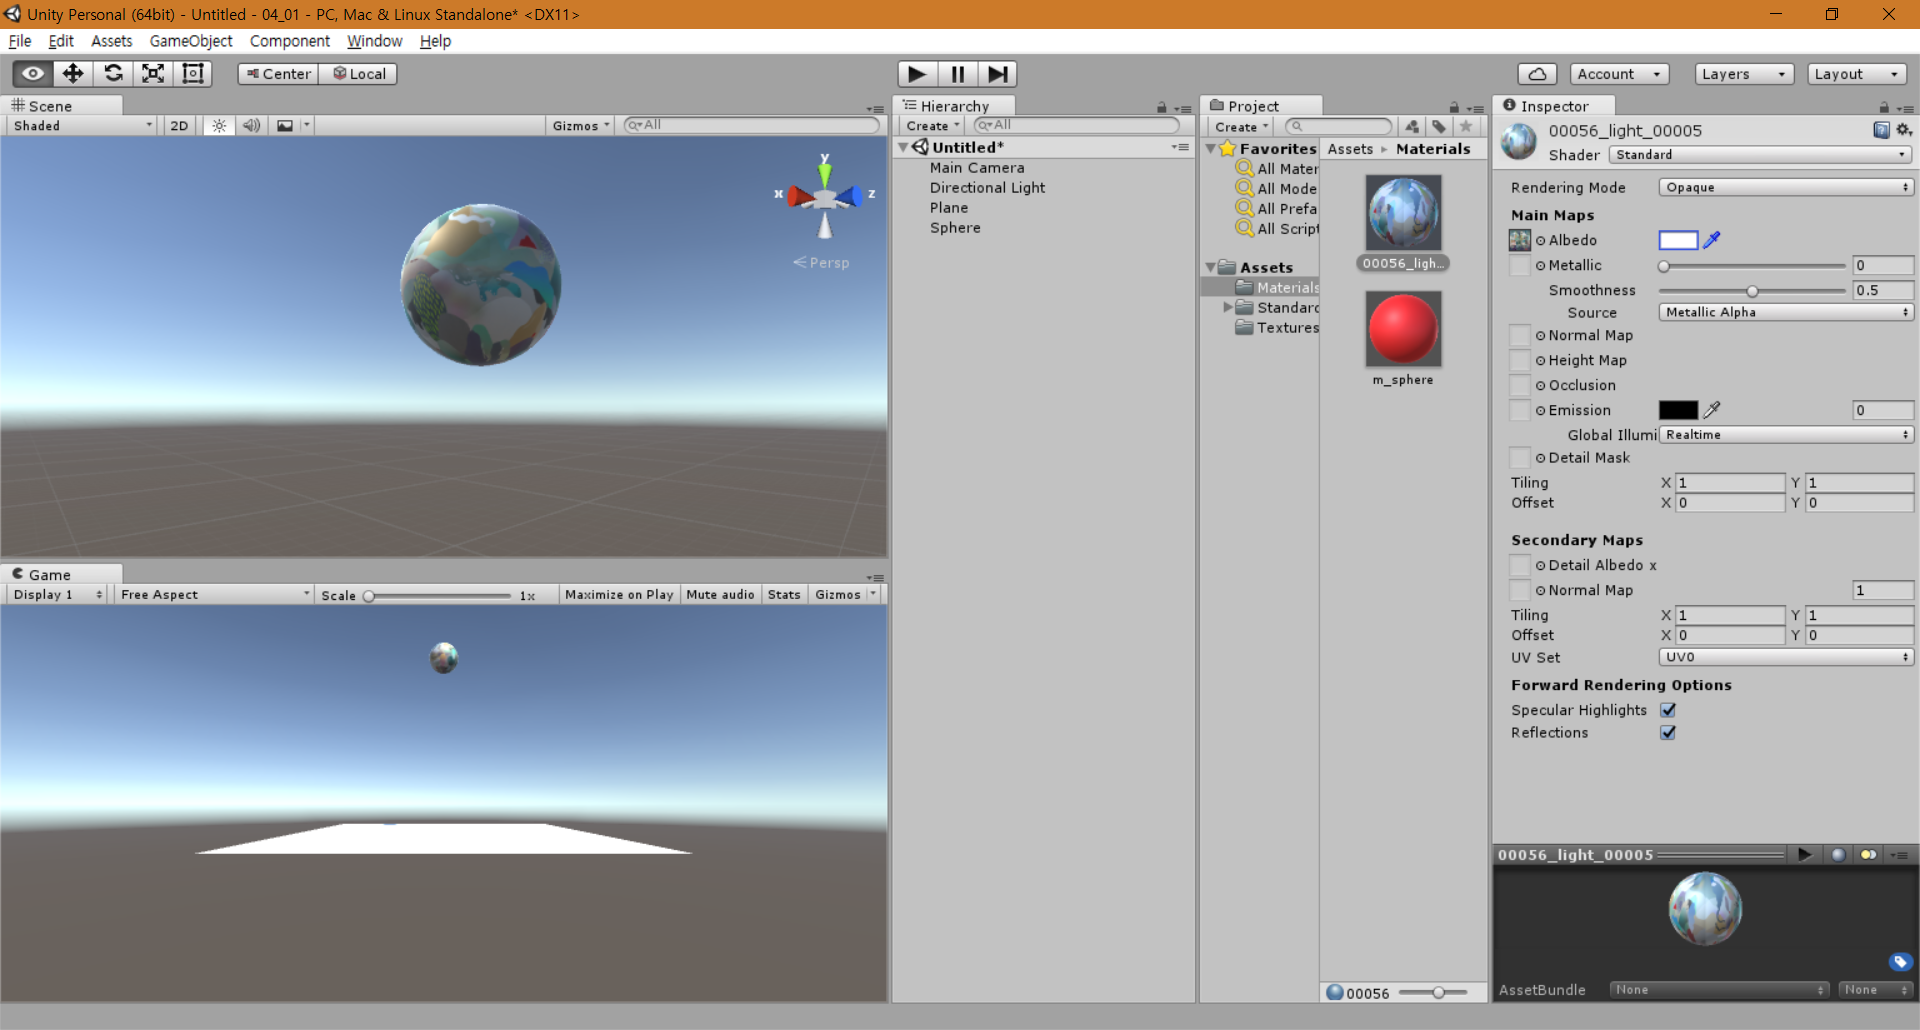 Unity Personal (64bit) - Untitled - 04_01 - PC, Mac & Linux Standalone* <DX11>
File Edit Assets GameObject Component Window Help
Center Local
Account Layers Layout
Scene
Shaded 2D Gizmos All
y
x z
Persp
Game
Display 1 Free Aspect Scale 1x Maximize on Play Mute audio Stats Gizmos
Hierarchy
Create All
Untitled*
Main Camera
Directional Light
Plane
Sphere
Project
Create
Favorites
All Mater
All Mode
All Prefa
All Script
Assets
Materials
Standard
Textures
Assets Materials
00056_ligh...
m_sphere
00056
Inspector
00056_light_00005
Shader Standard
Rendering Mode Opaque
Main Maps
Albedo
Metallic 0
Smoothness 0.5
Source Metallic Alpha
Normal Map
Height Map
Occlusion
Emission 0
Global Illumi Realtime
Detail Mask
Tiling X 1 Y 1
Offset X 0 Y 0
Secondary Maps
Detail Albedo x
Normal Map 1
Tiling X 1 Y 1
Offset X 0 Y 0
UV Set UV0
Forward Rendering Options
Specular Highlights
Reflections
00056_light_00005
AssetBundle None None